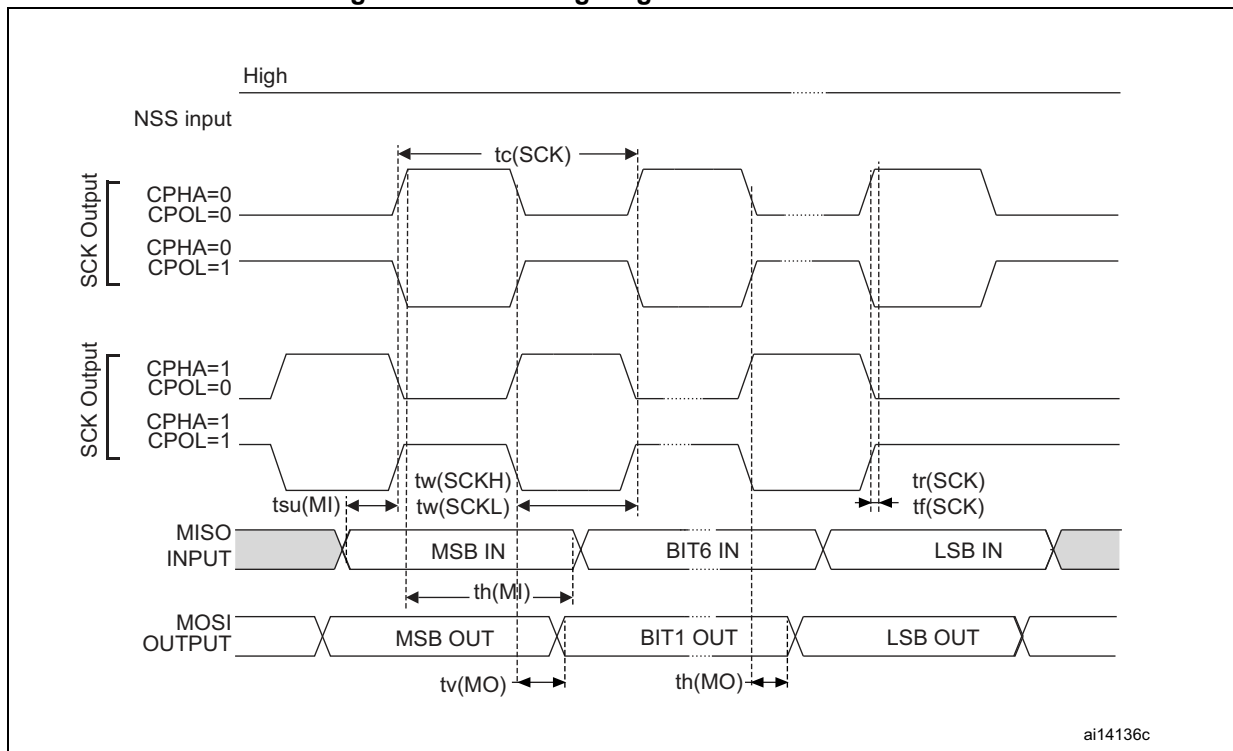 High
NSS input
tc(SCK)
SCK Output
CPHA=0
CPOL=0
CPHA=0
CPOL=1
SCK Output
CPHA=1
CPOL=0
CPHA=1
CPOL=1
tw(SCKH)
tw(SCKL)
tr(SCK)
tf(SCK)
tsu(MI)
MISO
INPUT
MSB IN
BIT6 IN
LSB IN
th(MI)
MOSI
OUTPUT
MSB OUT
BIT1 OUT
LSB OUT
tv(MO)
th(MO)
ai14136c